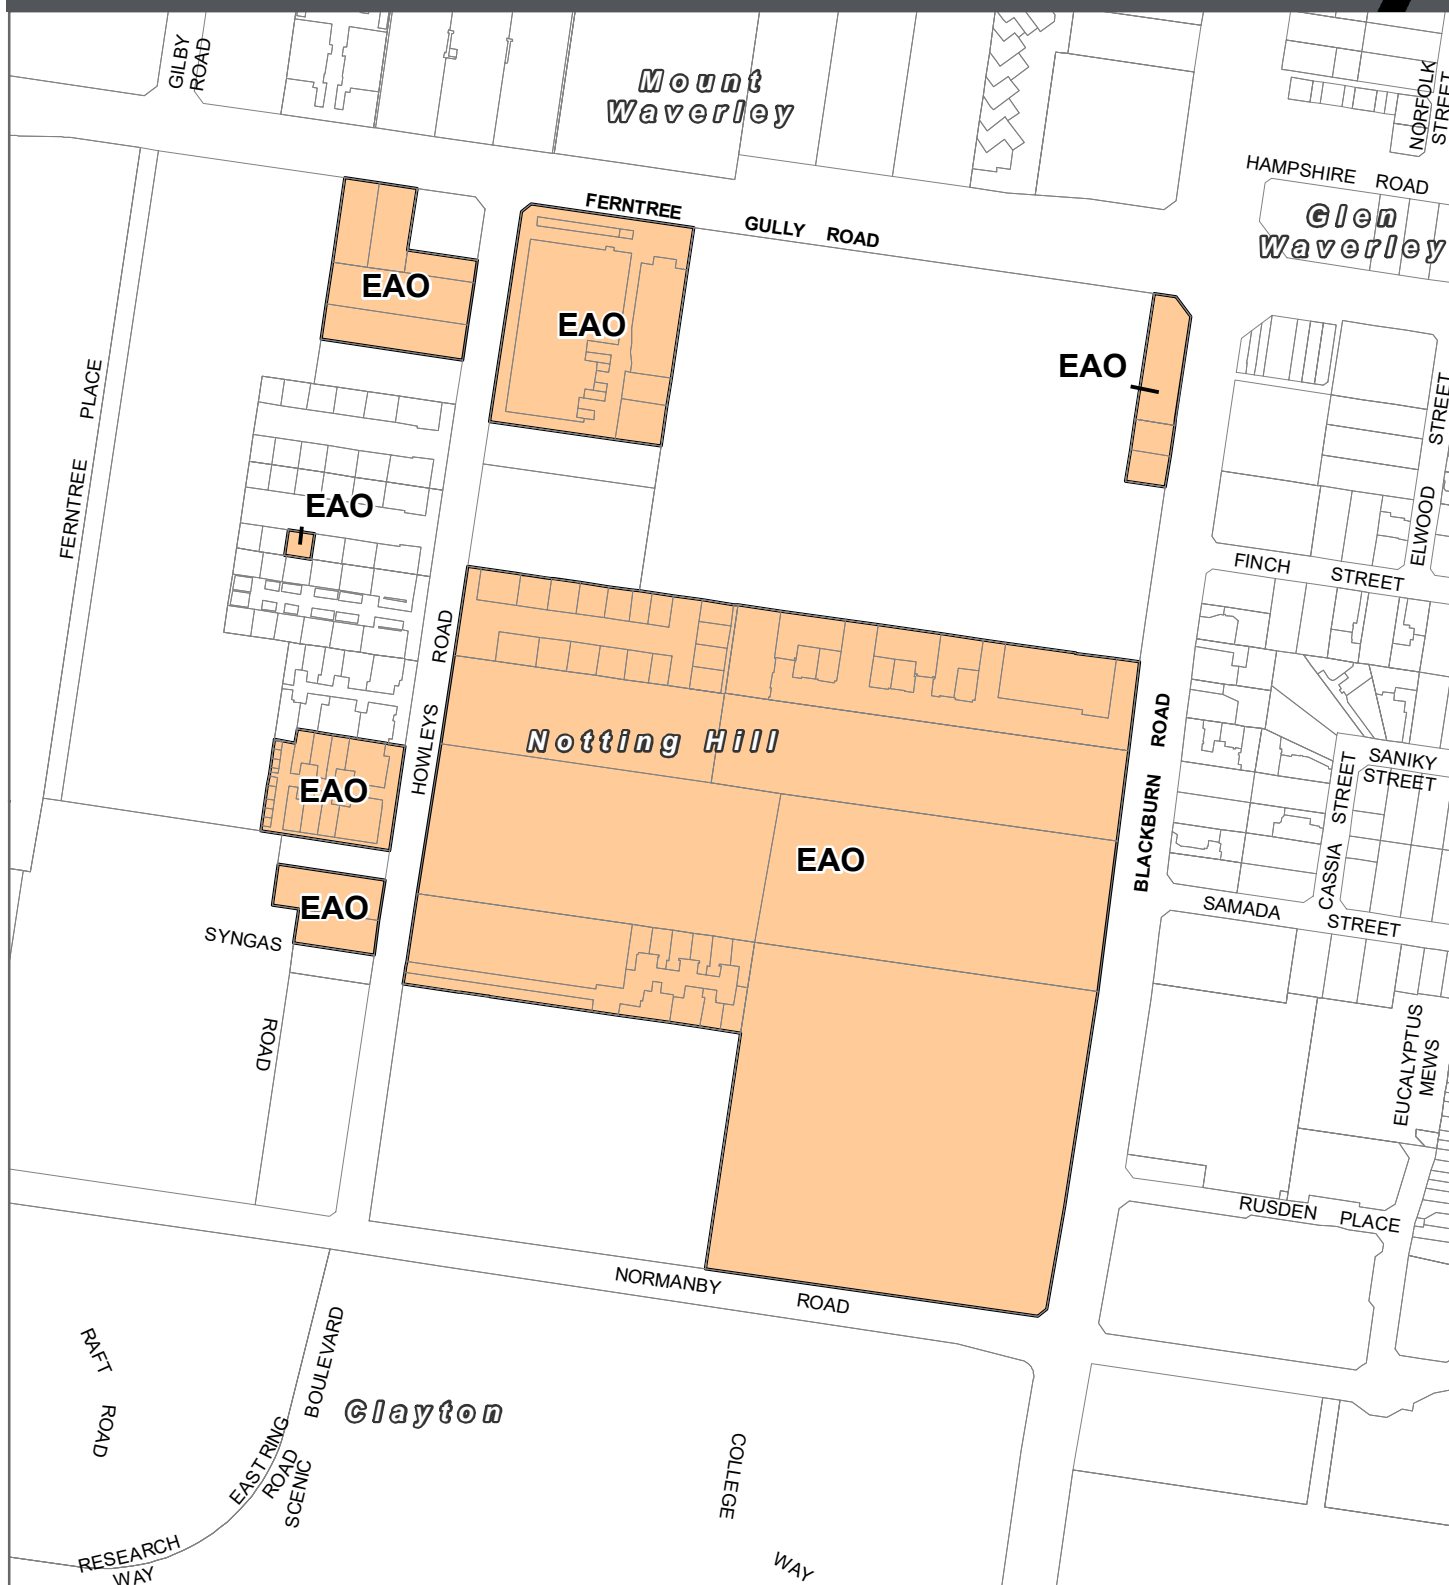 GILBY
ROAD
Mount
Waverley
NORFOLK
STREET
HAMPSHIRE ROAD
Glen
Waverley
FERNTREE GULLY ROAD
EAO
EAO
EAO
FERNTREE PLACE
EAO
ELWOOD STREET
FINCH STREET
HOWLEYS ROAD
Notting Hill
BLACKBURN ROAD
SANIKY
STREET
CASSIA STREET
EAO
EAO
EAO
SAMADA STREET
SYNGAS ROAD
EUCALYPTUS
MEWS
RUSDEN PLACE
NORMANBY ROAD
RAFT ROAD
Clayton
SCENIC BOULEVARD
EAST RING
ROAD
COLLEGE WAY
RESEARCH
WAY